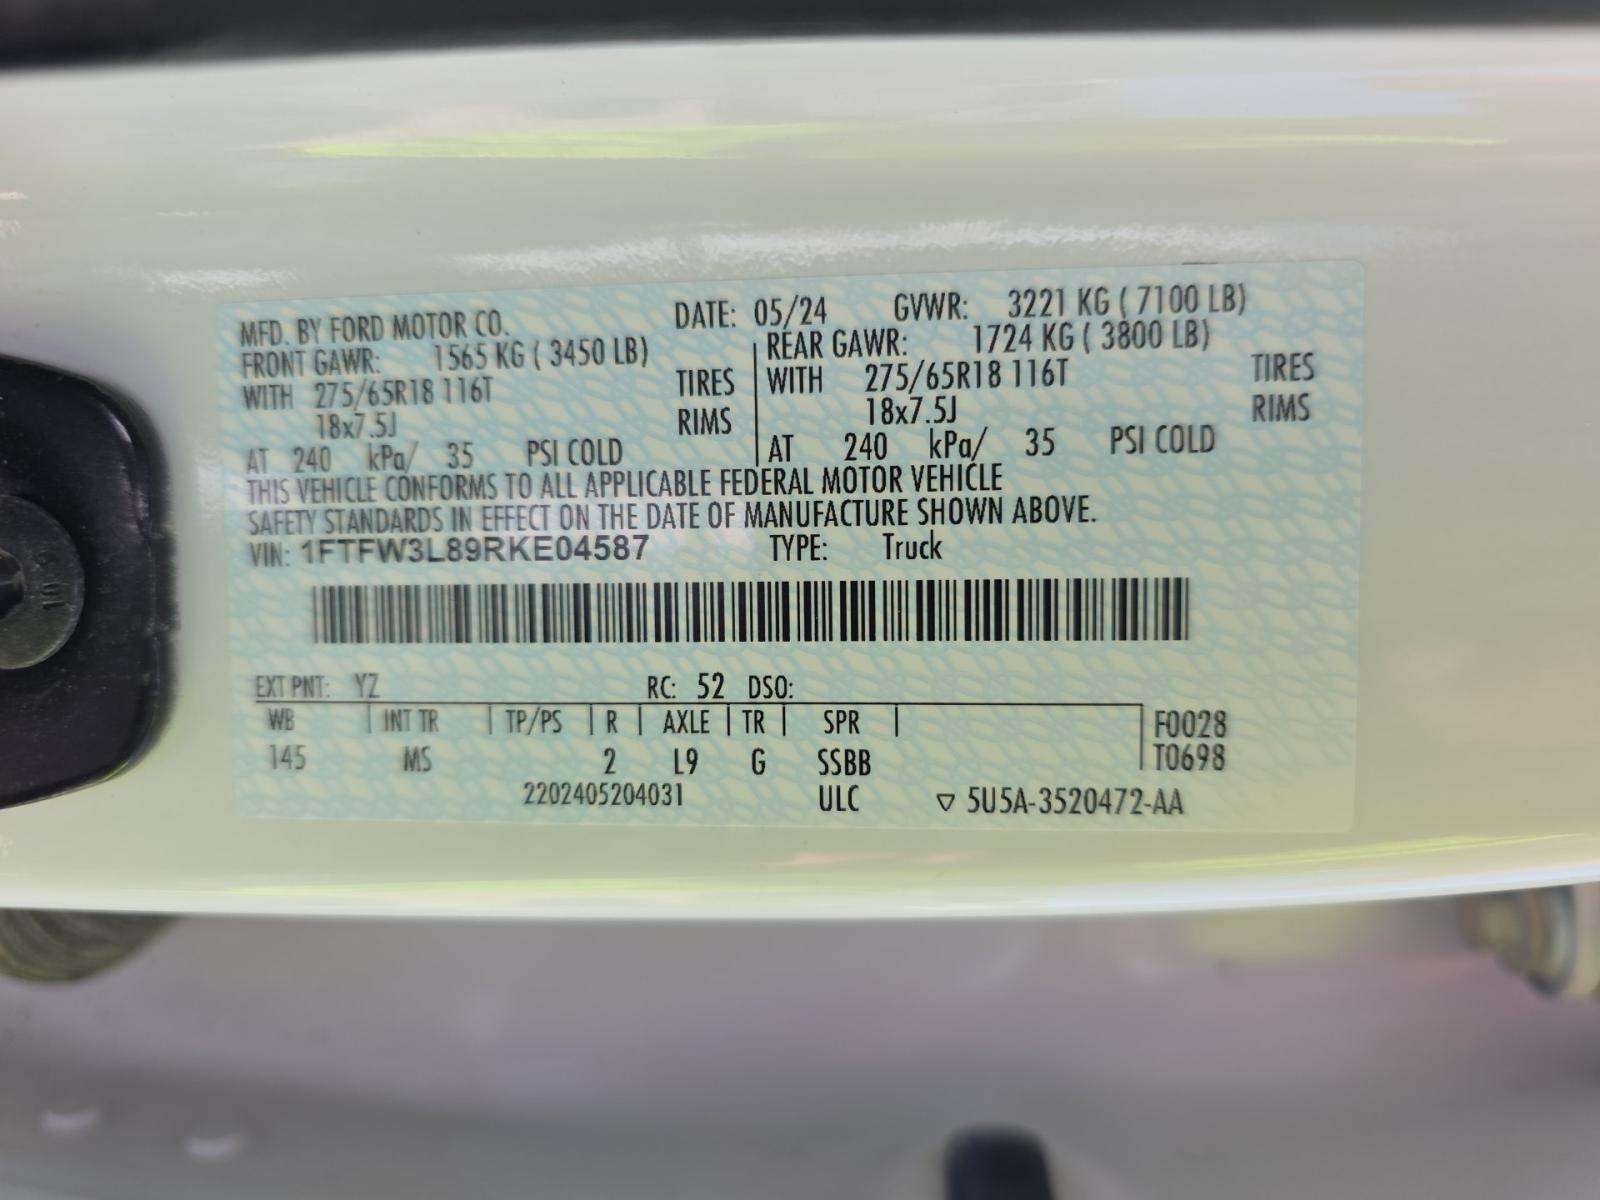 MFD. BY FORD MOTOR CO. DATE: 05/24 GVWR: 3221 KG ( 7100 LB)
FRONT GAWR: 1565 KG ( 3450 LB) REAR GAWR: 1724 KG ( 3800 LB)
WITH 275/65R18 116T TIRES WITH 275/65R18 116T TIRES
18x7.5J RIMS 18x7.5J RIMS
AT 240 kPa/ 35 PSI COLD AT 240 kPa/ 35 PSI COLD
THIS VEHICLE CONFORMS TO ALL APPLICABLE FEDERAL MOTOR VEHICLE
SAFETY STANDARDS IN EFFECT ON THE DATE OF MANUFACTURE SHOWN ABOVE.
VIN: 1FTFW3L89RKE04587 TYPE: Truck
EXT PNT: YZ RC: 52 DSO:
WB INT TR TP/PS R AXLE TR SPR F0028
145 MS 2 L9 G SSBB T0698
2202405204031 ULC ▽ 5U5A-3520472-AA